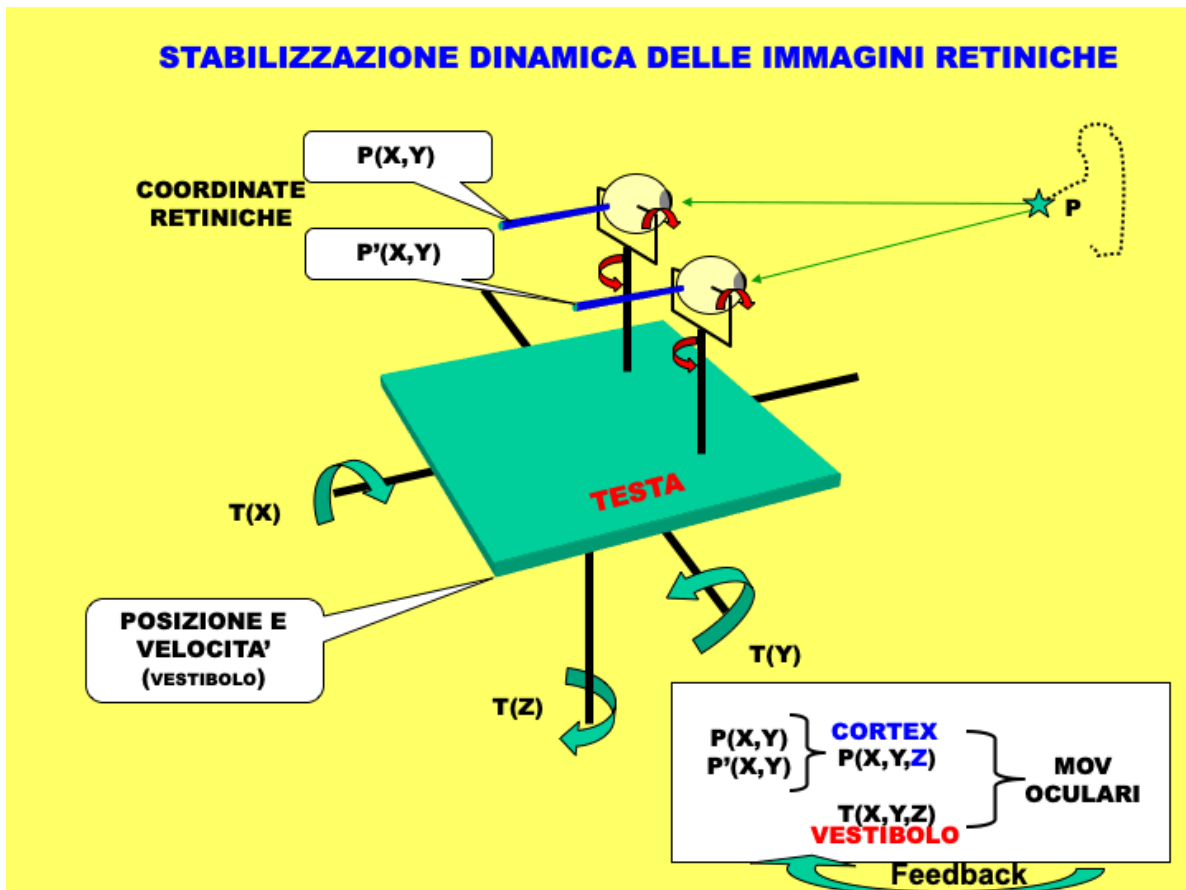 STABILIZZAZIONE DINAMICA DELLE IMMAGINI RETINICHE
P(X,Y)
COORDINATE
RETINICHE
P
P'(X,Y)
TESTA
T(X)
POSIZIONE E
VELOCITA'
(VESTIBOLO)
T(Y)
T(Z)
P(X,Y)
P'(X,Y)
CORTEX
P(X,Y,Z)
T(X,Y,Z)
VESTIBOLO
MOV
OCULARI
Feedback